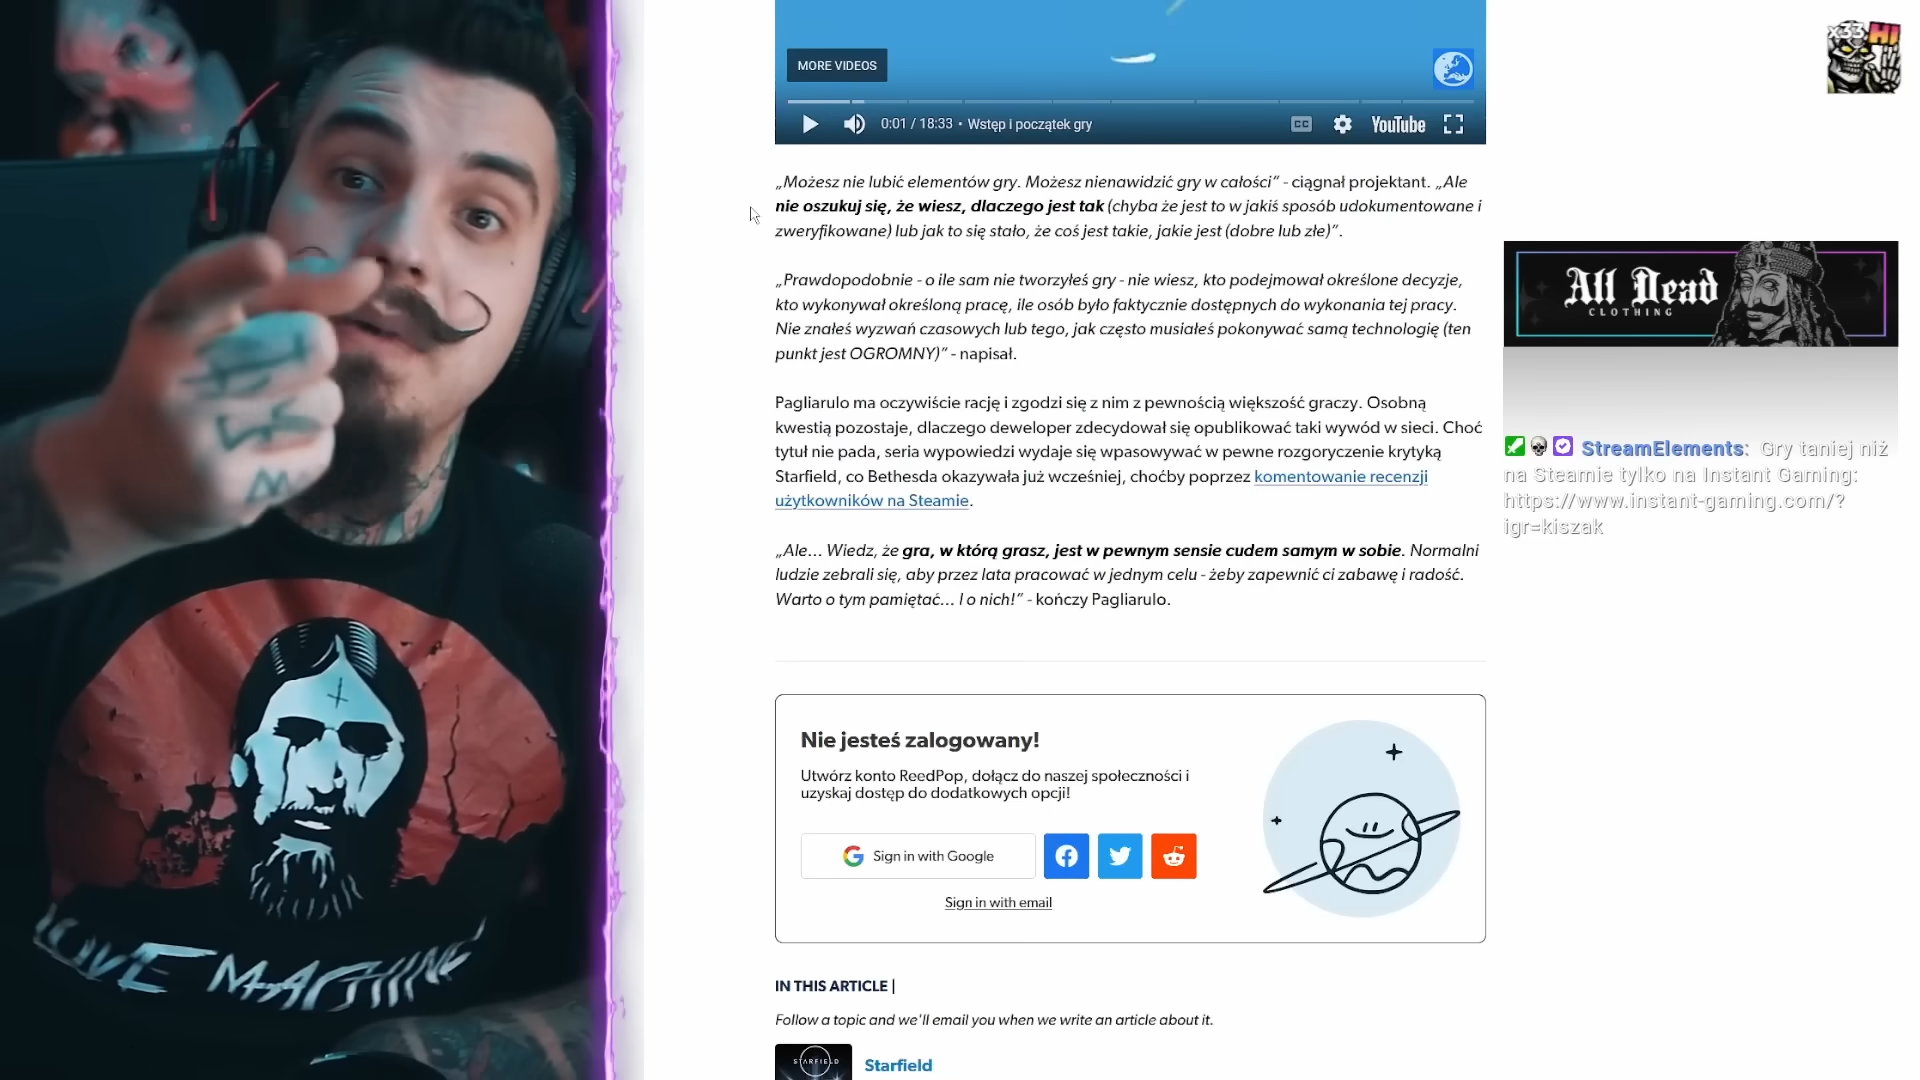 LOVE MACHINE
MORE VIDEOS
0:01 / 18:33 • Wstęp i początek gry
CC
YouTube
„Możesz nie lubić elementów gry. Możesz nienawidzić gry w całości” - ciągnął projektant. „Ale
nie oszukuj się, że wiesz, dlaczego jest tak (chyba że jest to w jakiś sposób udokumentowane i
zweryfikowane) lub jak to się stało, że coś jest takie, jakie jest (dobre lub złe)”.
„Prawdopodobnie - o ile sam nie tworzyłeś gry - nie wiesz, kto podejmował określone decyzje,
kto wykonywał określoną pracę, ile osób było faktycznie dostępnych do wykonania tej pracy.
Nie znałeś wyzwań czasowych lub tego, jak często musiałeś pokonywać samą technologię (ten
punkt jest OGROMNY)” - napisał.
Pagliarulo ma oczywiście rację i zgodzi się z nim z pewnością większość graczy. Osobną
kwestią pozostaje, dlaczego deweloper zdecydował się opublikować taki wywód w sieci. Choć
tytuł nie pada, seria wypowiedzi wydaje się wpasowywać w pewne rozgoryczenie krytyką
Starfield, co Bethesda okazywała już wcześniej, choćby poprzez komentowanie recenzji
użytkowników na Steamie.
„Ale... Wiedz, że gra, w którą grasz, jest w pewnym sensie cudem samym w sobie. Normalni
ludzie zebrali się, aby przez lata pracować w jednym celu - żeby zapewnić ci zabawę i radość.
Warto o tym pamiętać... I o nich!” - kończy Pagliarulo.
Nie jesteś zalogowany!
Utwórz konto ReedPop, dołącz do naszej społeczności i
uzyskaj dostęp do dodatkowych opcji!
Sign in with Google
Sign in with email
IN THIS ARTICLE |
Follow a topic and we'll email you when we write an article about it.
STARFIELD
Starfield
x33 HI
All Dead
CLOTHING
StreamElements: Gry taniej niż
na Steamie tylko na Instant Gaming:
https://www.instant-gaming.com/?
igr=kiszak